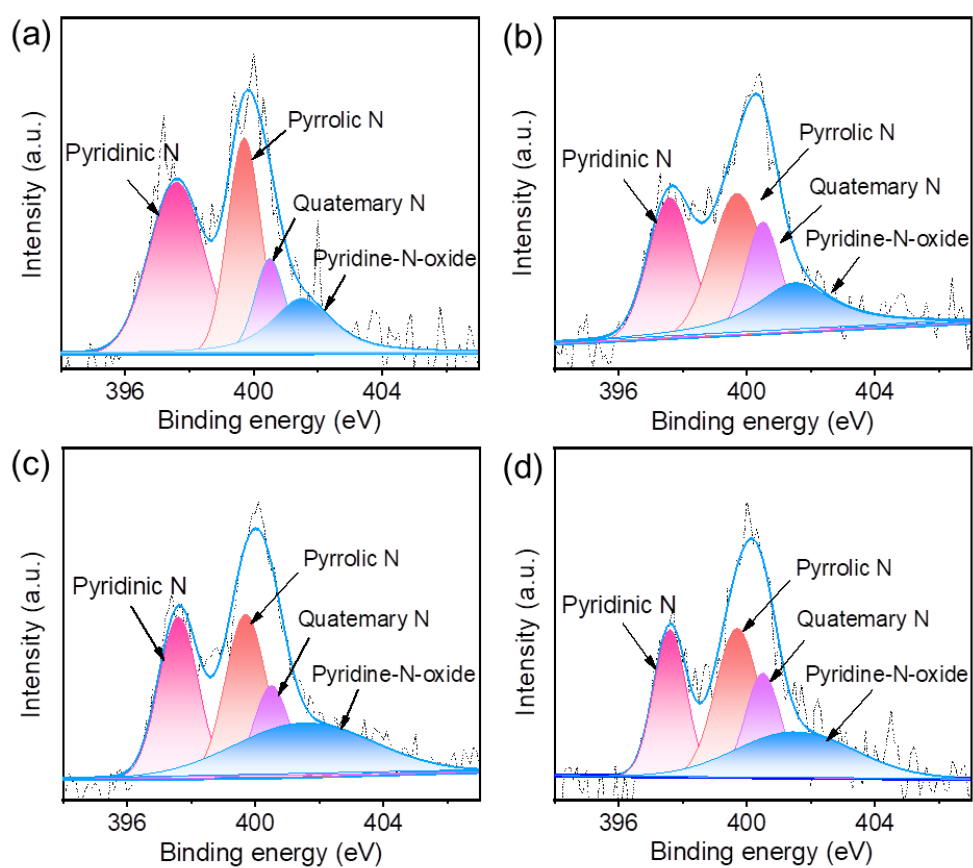 (a)
Intensity (a.u.)
Pyridinic N
Pyrrolic N
Quatemary N
Pyridine-N-oxide
396 400 404
Binding energy (eV)
(b)
Intensity (a.u.)
Pyridinic N
Pyrrolic N
Quatemary N
Pyridine-N-oxide
396 400 404
Binding energy (eV)
(c)
Intensity (a.u.)
Pyridinic N
Pyrrolic N
Quatemary N
Pyridine-N-oxide
396 400 404
Binding energy (eV)
(d)
Intensity (a.u.)
Pyridinic N
Pyrrolic N
Quatemary N
Pyridine-N-oxide
396 400 404
Binding energy (eV)